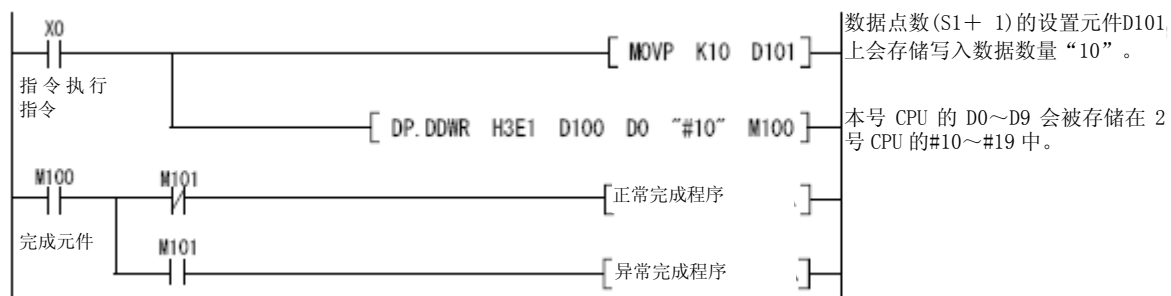 X0
[ MOVP K10 D101 ]
数据点数(S1＋ 1)的设置元件D101
上会存储写入数据数量“10”。
指令执行
指令
[ DP.DDWR H3E1 D100 D0 "#10" M100 ]
本号 CPU 的 D0～D9 会被存储在 2
号 CPU 的#10～#19 中。
M100 M101
[正常完成程序 ]
完成元件
M101
[异常完成程序 ]